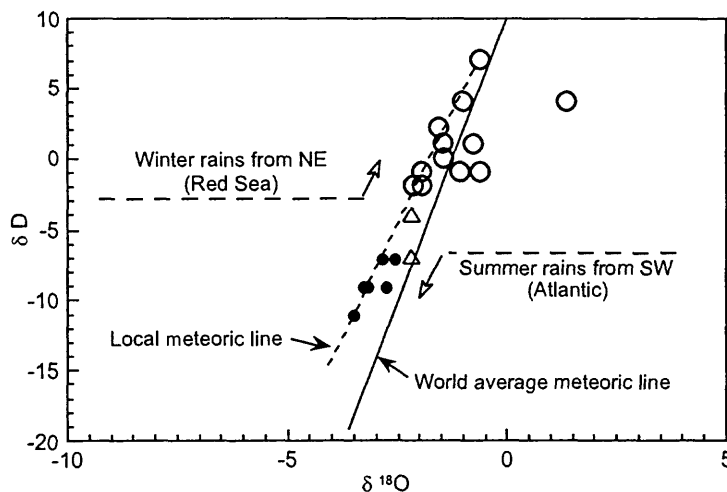 10
5
0
-5
-10
-15
-20
δ D
Winter rains from NE
(Red Sea)
Summer rains from SW
(Atlantic)
Local meteoric line
World average meteoric line
-10
-5
0
5
δ ¹⁸O